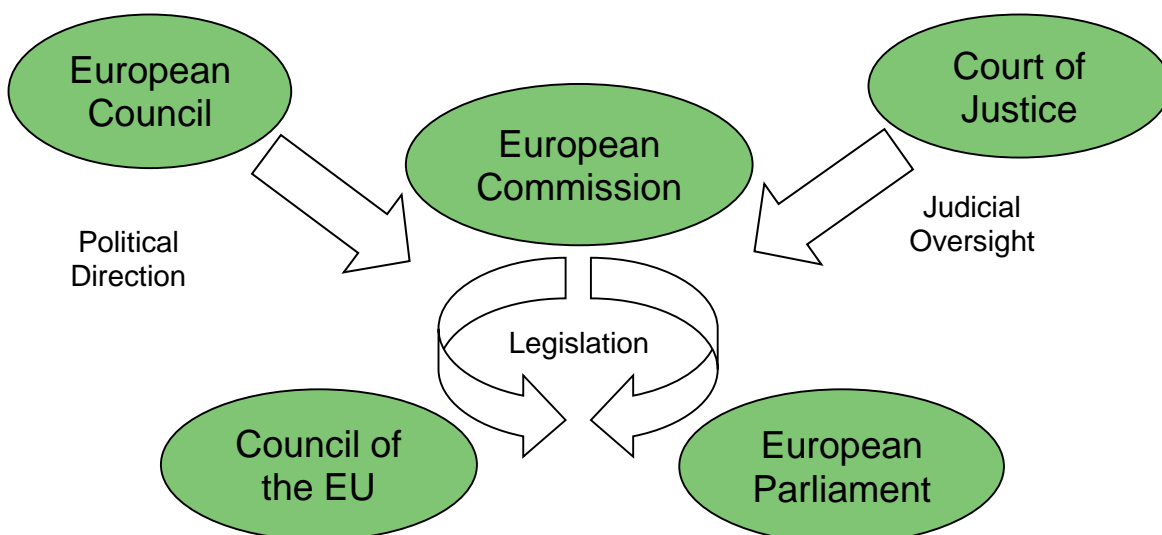 European
Council
Court of
Justice
European
Commission
Political
Direction
Judicial
Oversight
Legislation
Council of
the EU
European
Parliament